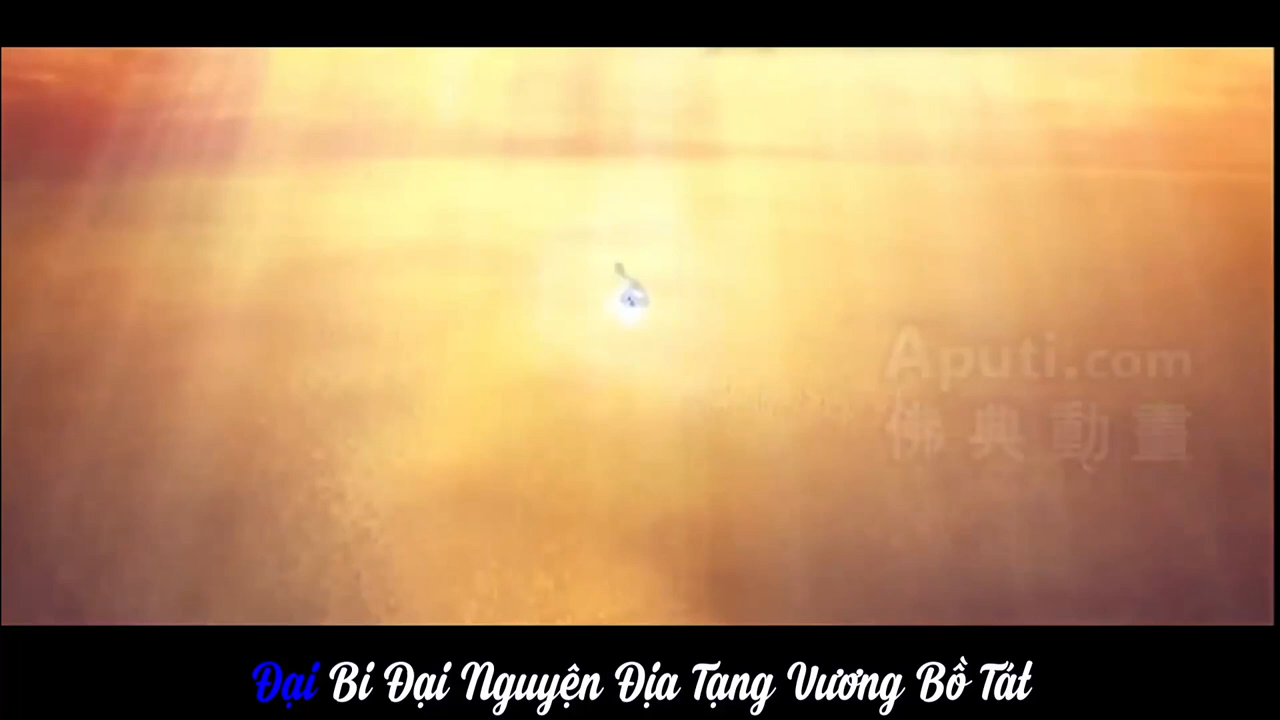 Aputi.com
佛典動畫
Đại Bi Đại Nguyện Địa Tạng Vương Bồ Tát